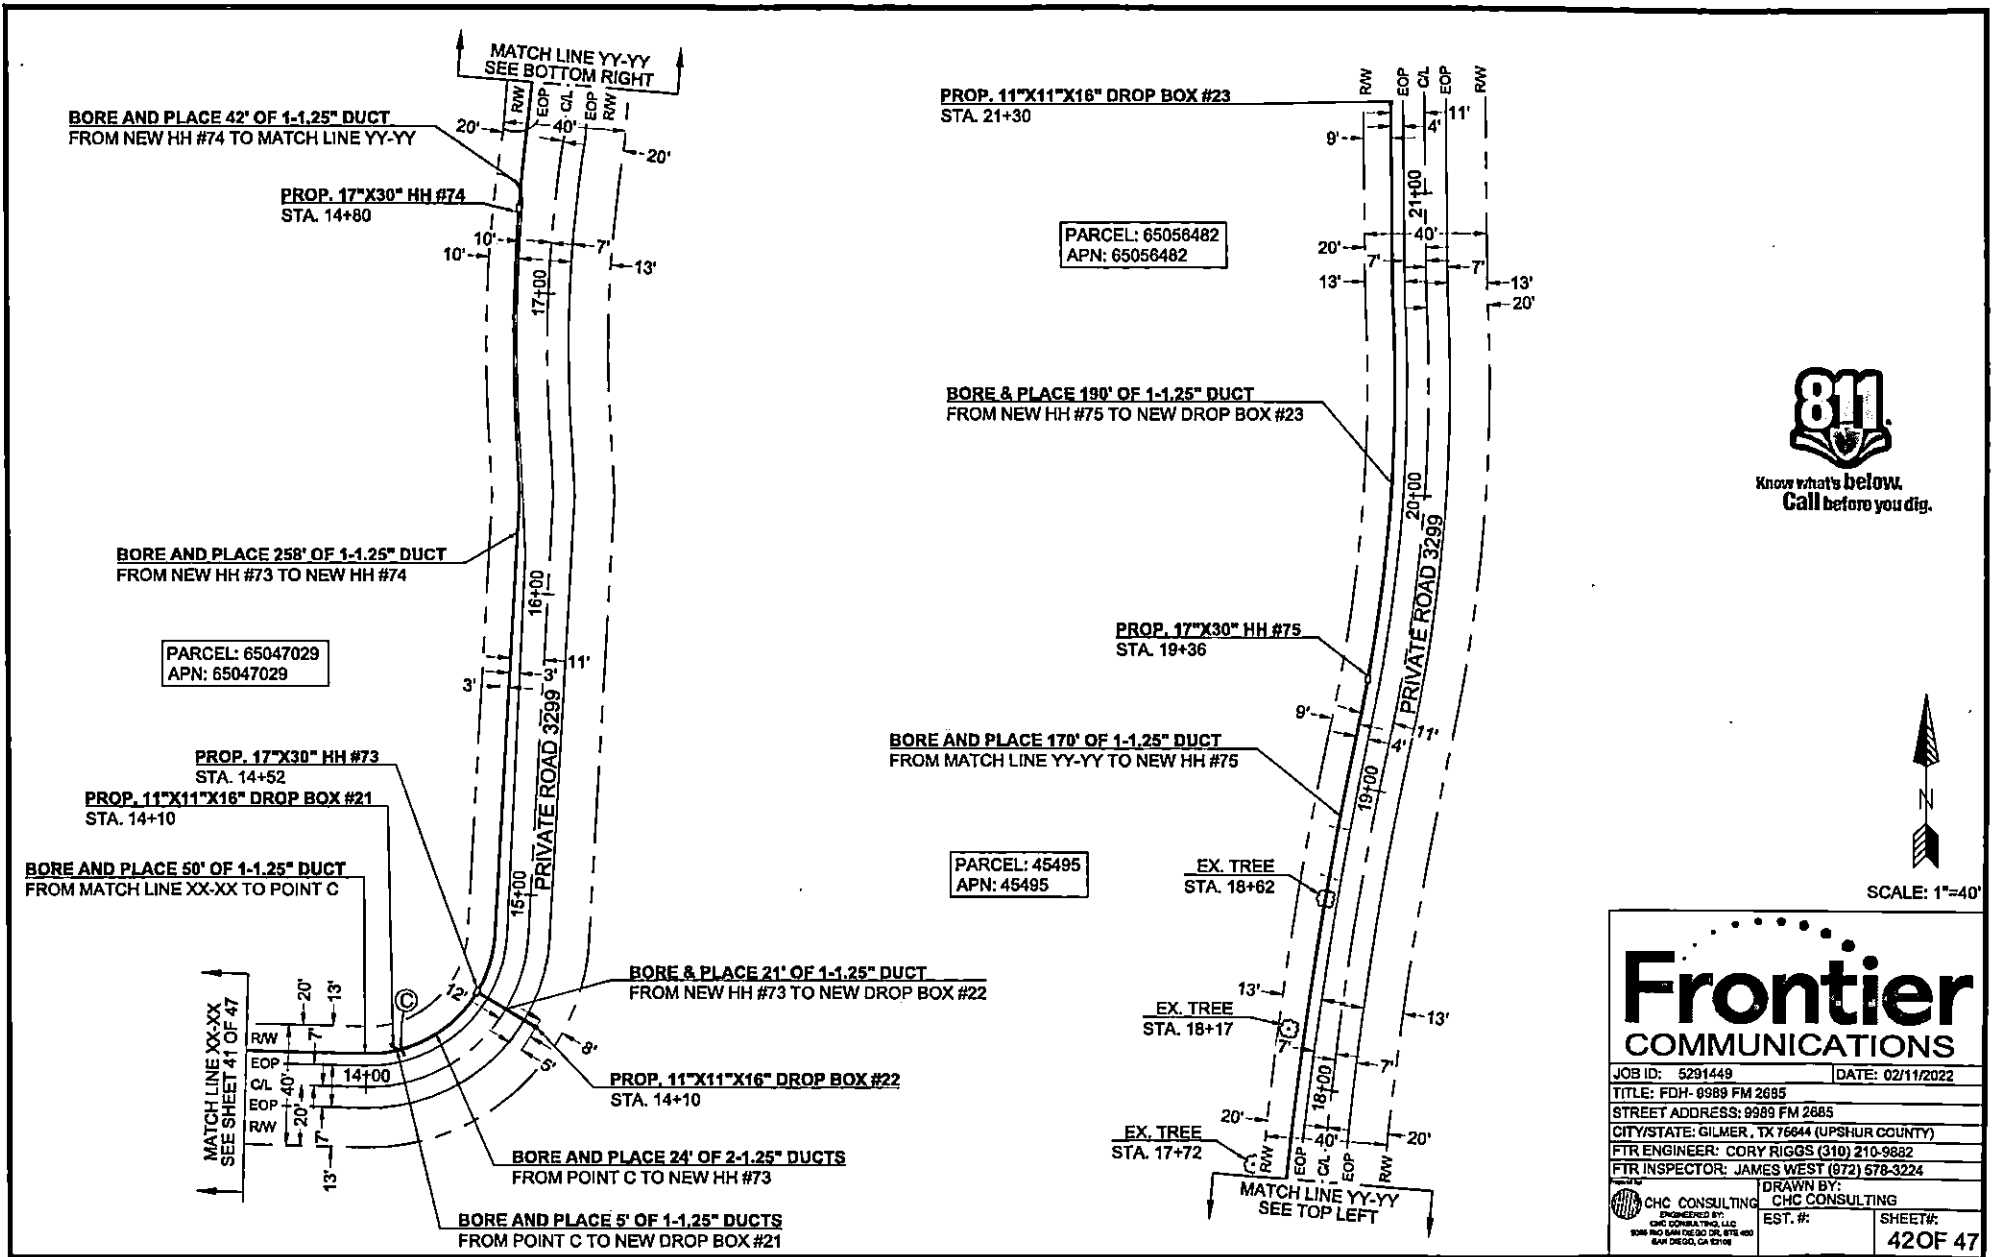 MATCH LINE YY-YY
SEE BOTTOM RIGHT
R/W
EOP
C/L
EOP
R/W
20'
40'
20'
BORE AND PLACE 42' OF 1-1.25" DUCT
FROM NEW HH #74 TO MATCH LINE YY-YY
PROP. 17"X30" HH #74
STA. 14+80
10'
10'
7'
13'
17+00
BORE AND PLACE 258' OF 1-1.25" DUCT
FROM NEW HH #73 TO NEW HH #74
16+00
PARCEL: 65047029
APN: 65047029
11'
3'
3'
PRIVATE ROAD 3299
PROP. 17"X30" HH #73
STA. 14+52
PROP. 11"X11"X16" DROP BOX #21
STA. 14+10
BORE AND PLACE 50' OF 1-1.25" DUCT
FROM MATCH LINE XX-XX TO POINT C
15+00
BORE & PLACE 21' OF 1-1.25" DUCT
FROM NEW HH #73 TO NEW DROP BOX #22
12'
C
8'
5'
MATCH LINE XX-XX
SEE SHEET 41 OF 47
R/W
EOP
C/L
EOP
R/W
20'
13'
7'
40'
20'
7'
13'
14+00
PROP. 11"X11"X16" DROP BOX #22
STA. 14+10
BORE AND PLACE 24' OF 2-1.25" DUCTS
FROM POINT C TO NEW HH #73
BORE AND PLACE 5' OF 1-1.25" DUCTS
FROM POINT C TO NEW DROP BOX #21
R/W
EOP
C/L
EOP
R/W
PROP. 11"X11"X16" DROP BOX #23
STA. 21+30
11'
4'
9'
21+00
PARCEL: 65056482
APN: 65056482
40'
20'
7'
7'
13'
13'
20'
BORE & PLACE 190' OF 1-1.25" DUCT
FROM NEW HH #75 TO NEW DROP BOX #23
20+00
PRIVATE ROAD 3299
PROP. 17"X30" HH #75
STA. 19+36
9'
11'
4'
BORE AND PLACE 170' OF 1-1.25" DUCT
FROM MATCH LINE YY-YY TO NEW HH #75
19+00
PARCEL: 45495
APN: 45495
EX. TREE
STA. 18+62
13'
EX. TREE
STA. 18+17
13'
7'
7'
18+00
20'
40'
20'
EX. TREE
STA. 17+72
R/W
EOP
C/L
EOP
R/W
MATCH LINE YY-YY
SEE TOP LEFT
811
Know what's below.
Call before you dig.
N
SCALE: 1"=40'
Frontier
COMMUNICATIONS
JOB ID: 5291449
DATE: 02/11/2022
TITLE: FDH- 9989 FM 2685
STREET ADDRESS: 9989 FM 2685
CITY/STATE: GILMER, TX 75644 (UPSHUR COUNTY)
FTR ENGINEER: CORY RIGGS (310) 210-9882
FTR INSPECTOR: JAMES WEST (972) 578-3224
CHC CONSULTING
ENGINEERED BY:
CHC CONSULTING, LLC
SAN DIEGO, CA
DRAWN BY:
CHC CONSULTING
EST. #:
SHEET#:
42OF 47